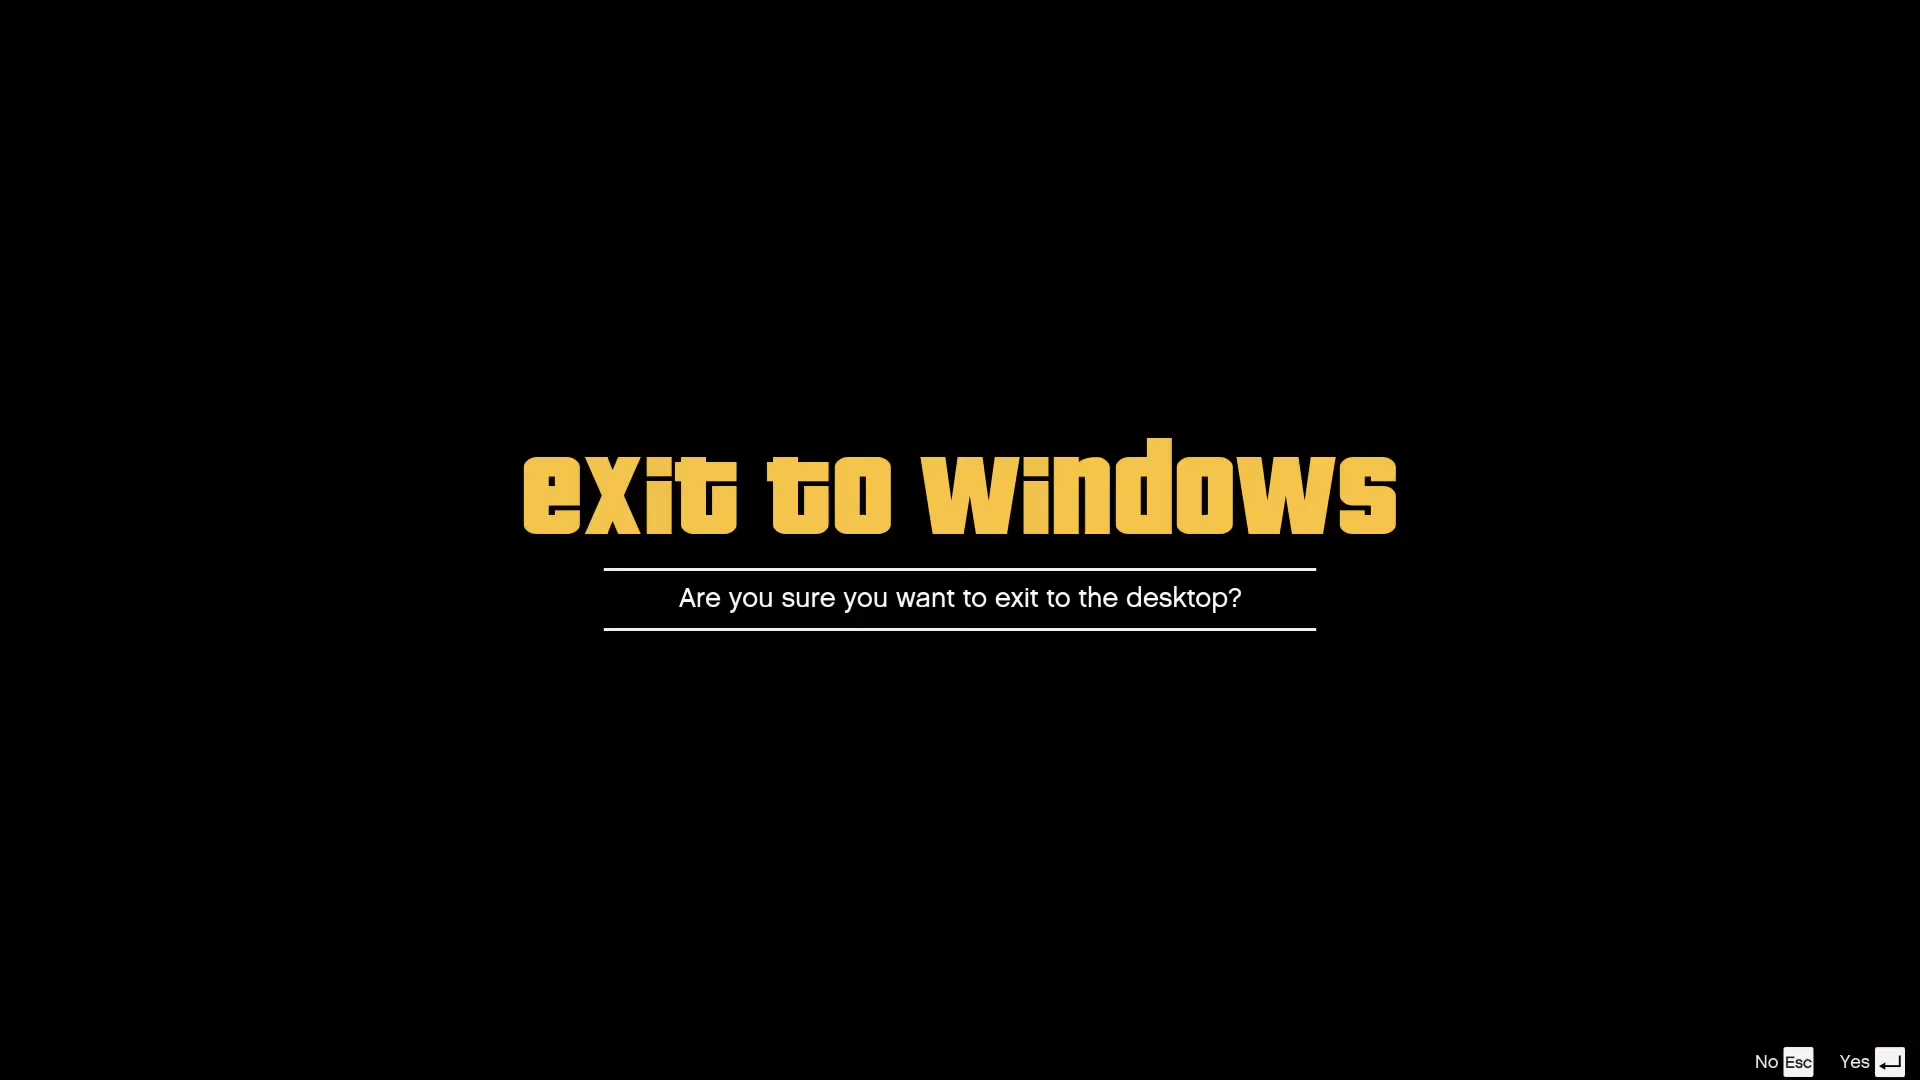 exit to windows
Are you sure you want to exit to the desktop?
No Esc Yes